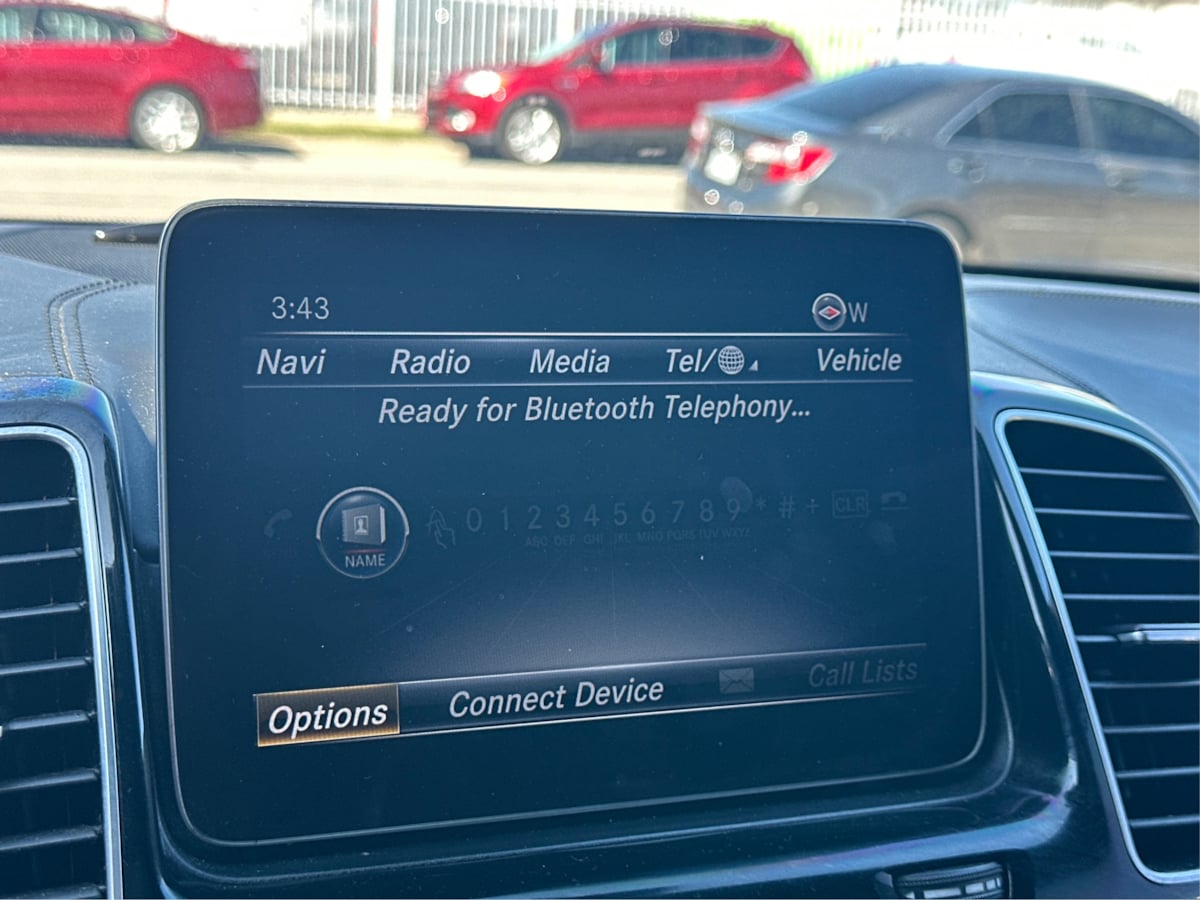 3:43 W
Navi Radio Media Tel/ Vehicle
Ready for Bluetooth Telephony...
NAME 0 1 2 3 4 5 6 7 8 9 * # + CLR
ABC DEF GHI JKL MNO PQRS TUV WXYZ
Options Connect Device Call Lists